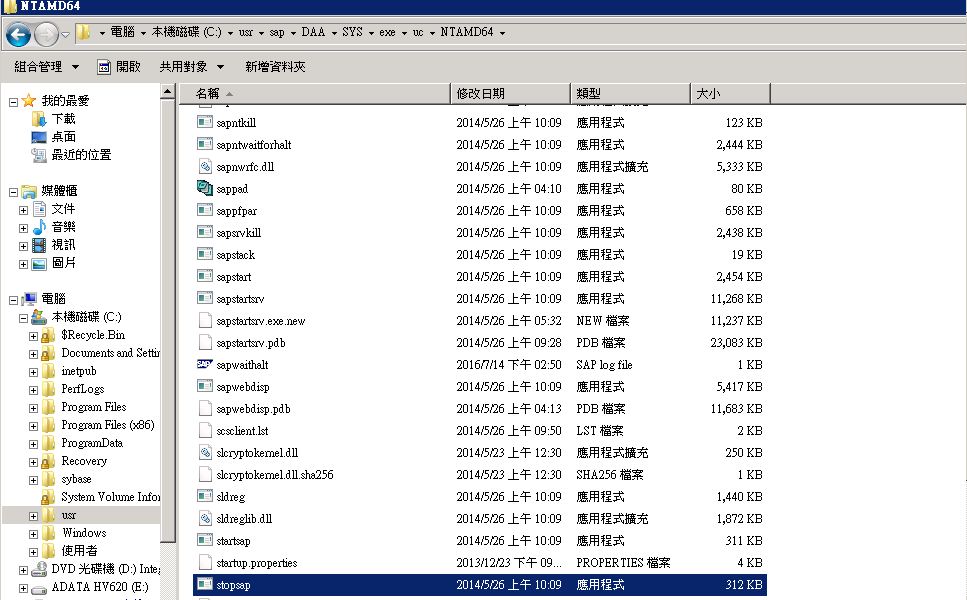 NTAMD64
電腦 本機磁碟 (C:) usr sap DAA SYS exe uc NTAMD64
組合管理 開啟 共用對象 新增資料夾
我的最愛
下載
桌面
最近的位置
媒體櫃
文件
音樂
視訊
圖片
電腦
本機磁碟 (C:)
$Recycle.Bin
Documents and Settin
inetpub
PerfLogs
Program Files
Program Files (x86)
ProgramData
Recovery
sybase
System Volume Infor
usr
Windows
使用者
DVD 光碟機 (D:) Integ
ADATA HV620 (E:)
名稱 修改日期 類型 大小
sapntkill 2014/5/26 上午 10:09 應用程式 123 KB
sapntwaitforhalt 2014/5/26 上午 10:09 應用程式 2,444 KB
sapnwrfc.dll 2014/5/26 上午 10:09 應用程式擴充 5,333 KB
sappad 2014/5/26 上午 04:10 應用程式 80 KB
sappfpar 2014/5/26 上午 10:09 應用程式 658 KB
sapsrvkill 2014/5/26 上午 10:09 應用程式 2,438 KB
sapstack 2014/5/26 上午 10:09 應用程式 19 KB
sapstart 2014/5/26 上午 10:09 應用程式 2,454 KB
sapstartsrv 2014/5/26 上午 10:09 應用程式 11,268 KB
sapstartsrv.exe.new 2014/5/26 上午 05:32 NEW 檔案 11,237 KB
sapstartsrv.pdb 2014/5/26 上午 09:28 PDB 檔案 23,083 KB
sapwaithalt 2016/7/14 下午 02:50 SAP log file 1 KB
sapwebdisp 2014/5/26 上午 10:09 應用程式 5,417 KB
sapwebdisp.pdb 2014/5/26 上午 04:13 PDB 檔案 11,683 KB
scsclient.lst 2014/5/26 上午 09:50 LST 檔案 2 KB
slcryptokernel.dll 2014/5/23 上午 12:30 應用程式擴充 250 KB
slcryptokernel.dll.sha256 2014/5/23 上午 12:30 SHA256 檔案 1 KB
sldreg 2014/5/26 上午 10:09 應用程式 1,440 KB
sldreglib.dll 2014/5/26 上午 10:09 應用程式擴充 1,872 KB
startsap 2014/5/26 上午 10:09 應用程式 311 KB
startup.properties 2013/12/23 下午 09... PROPERTIES 檔案 4 KB
stopsap 2014/5/26 上午 10:09 應用程式 312 KB